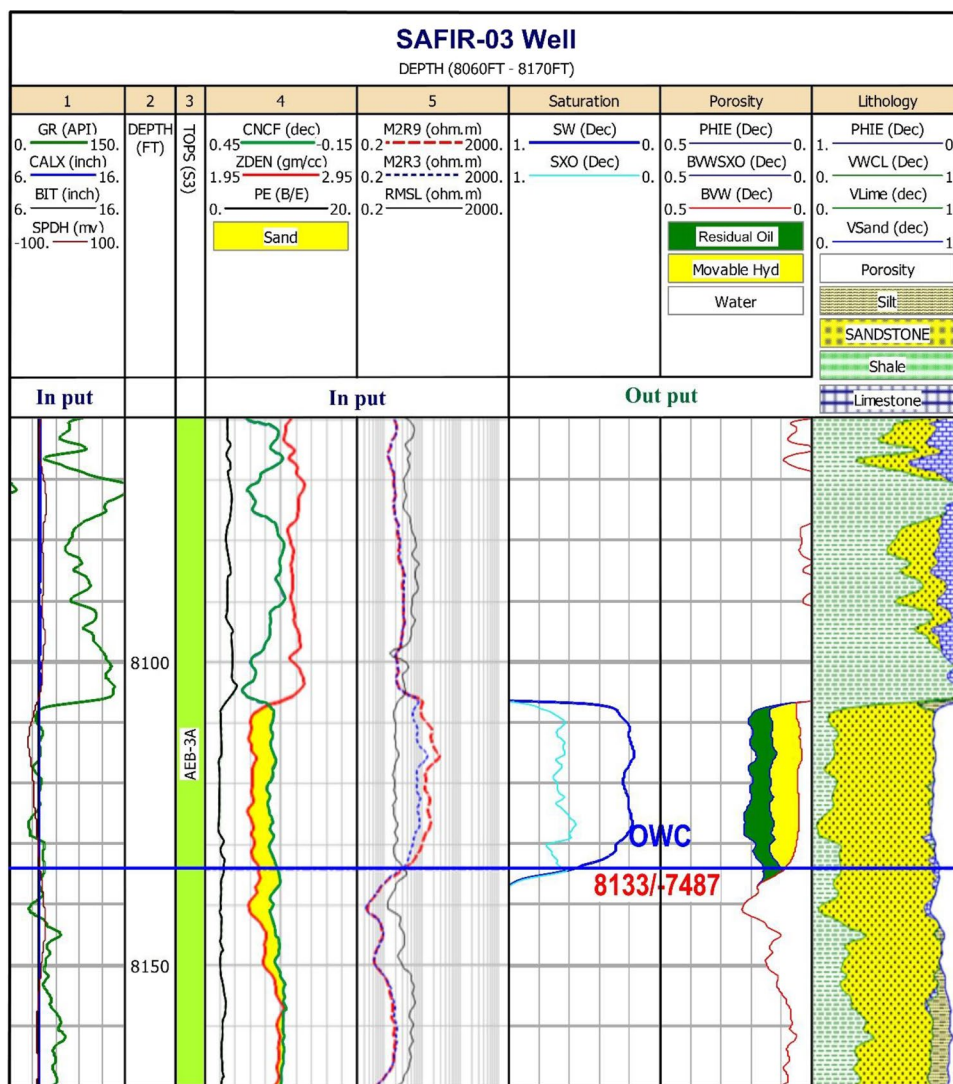 SAFIR-03 Well
DEPTH (8060FT - 8170FT)
1 2 3 4 5 Saturation Porosity Lithology
GR (API)
0. 150.
CALX (inch)
6. 16.
BIT (inch)
6. 16.
SPDH (mv)
-100. 100.
DEPTH
(FT)
TOPS (S3)
CNCF (dec)
0.45 -0.15
ZDEN (gm/cc)
1.95 2.95
PE (B/E)
0. 20.
Sand
M2R9 (ohm.m)
0.2 2000.
M2R3 (ohm.m)
0.2 2000.
RMSL (ohm.m)
0.2 2000.
SW (Dec)
1. 0.
SXO (Dec)
1. 0.
PHIE (Dec)
0.5 0.
BVWSXO (Dec)
0.5 0.
BVW (Dec)
0.5 0.
Residual Oil
Movable Hyd
Water
PHIE (Dec)
1. 0
VWCL (Dec)
0. 1
VLime (dec)
0. 1
VSand (dec)
0. 1
Porosity
Silt
SANDSTONE
Shale
Limestone
In put In put Out put
8100
AEB-3A
OWC
8133/-7487
8150